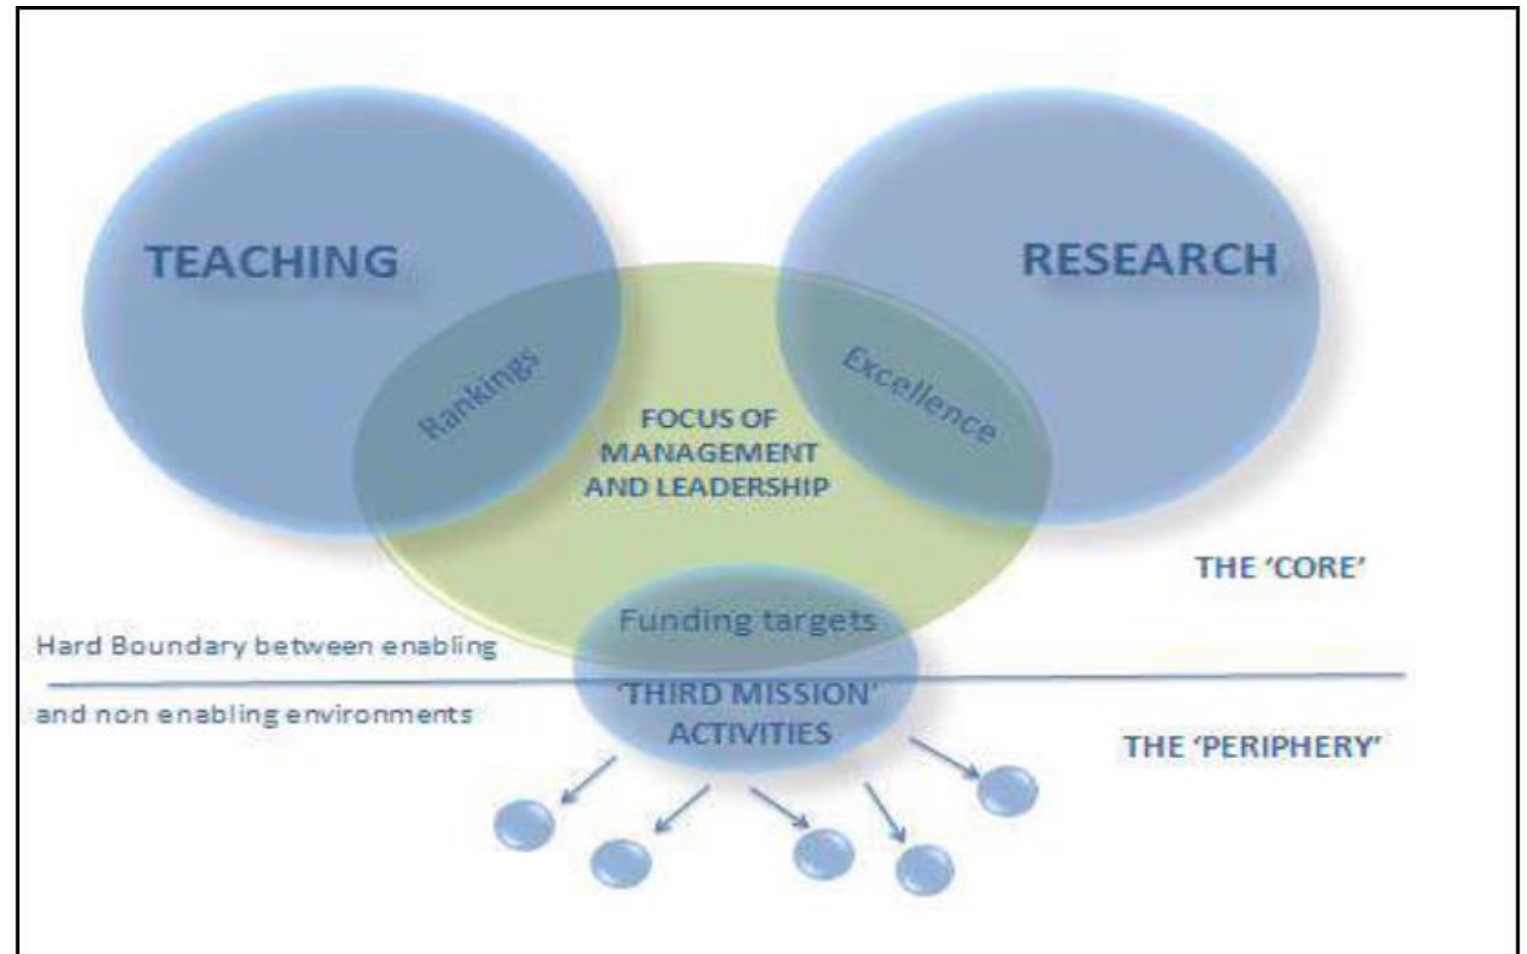 TEACHING
RESEARCH
Rankings
Excellence
FOCUS OF
MANAGEMENT
AND LEADERSHIP
THE ‘CORE’
Funding targets
Hard Boundary between enabling
and non enabling environments
‘THIRD MISSION’
ACTIVITIES
THE ‘PERIPHERY’